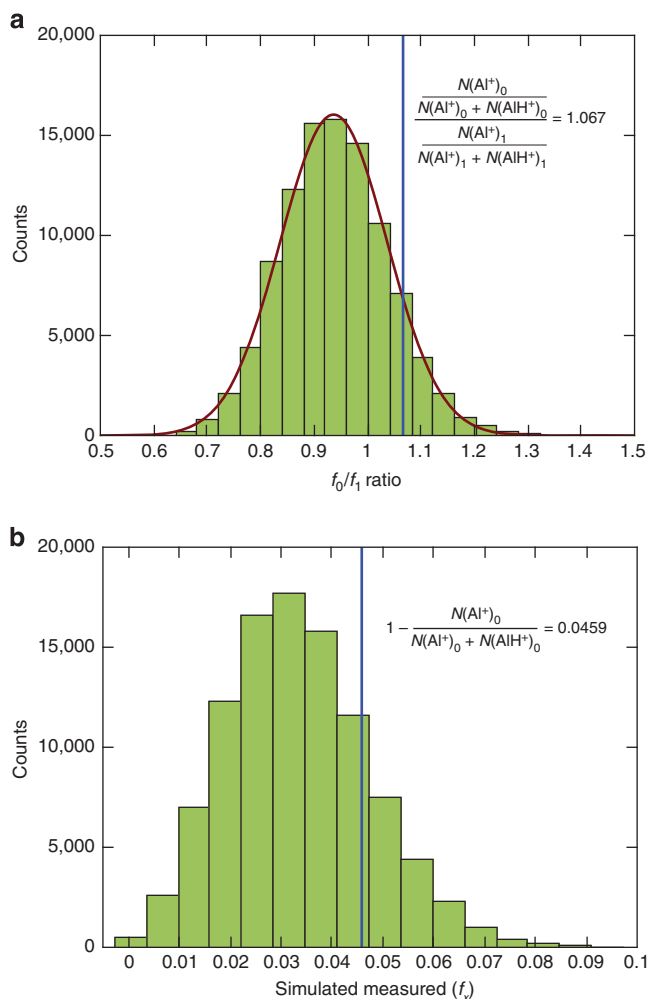 a
20,000
15,000
10,000
5,000
0
Counts
N(Al⁺)₀
N(Al⁺)₀ + N(AlH⁺)₀
= 1.067
N(Al⁺)₁
N(Al⁺)₁ + N(AlH⁺)₁
0.5 0.6 0.7 0.8 0.9 1 1.1 1.2 1.3 1.4 1.5
f₀/f₁ ratio
b
20,000
15,000
10,000
5,000
0
Counts
1 − N(Al⁺)₀ / N(Al⁺)₀ + N(AlH⁺)₀ = 0.0459
0 0.01 0.02 0.03 0.04 0.05 0.06 0.07 0.08 0.09 0.1
Simulated measured (fₓ)